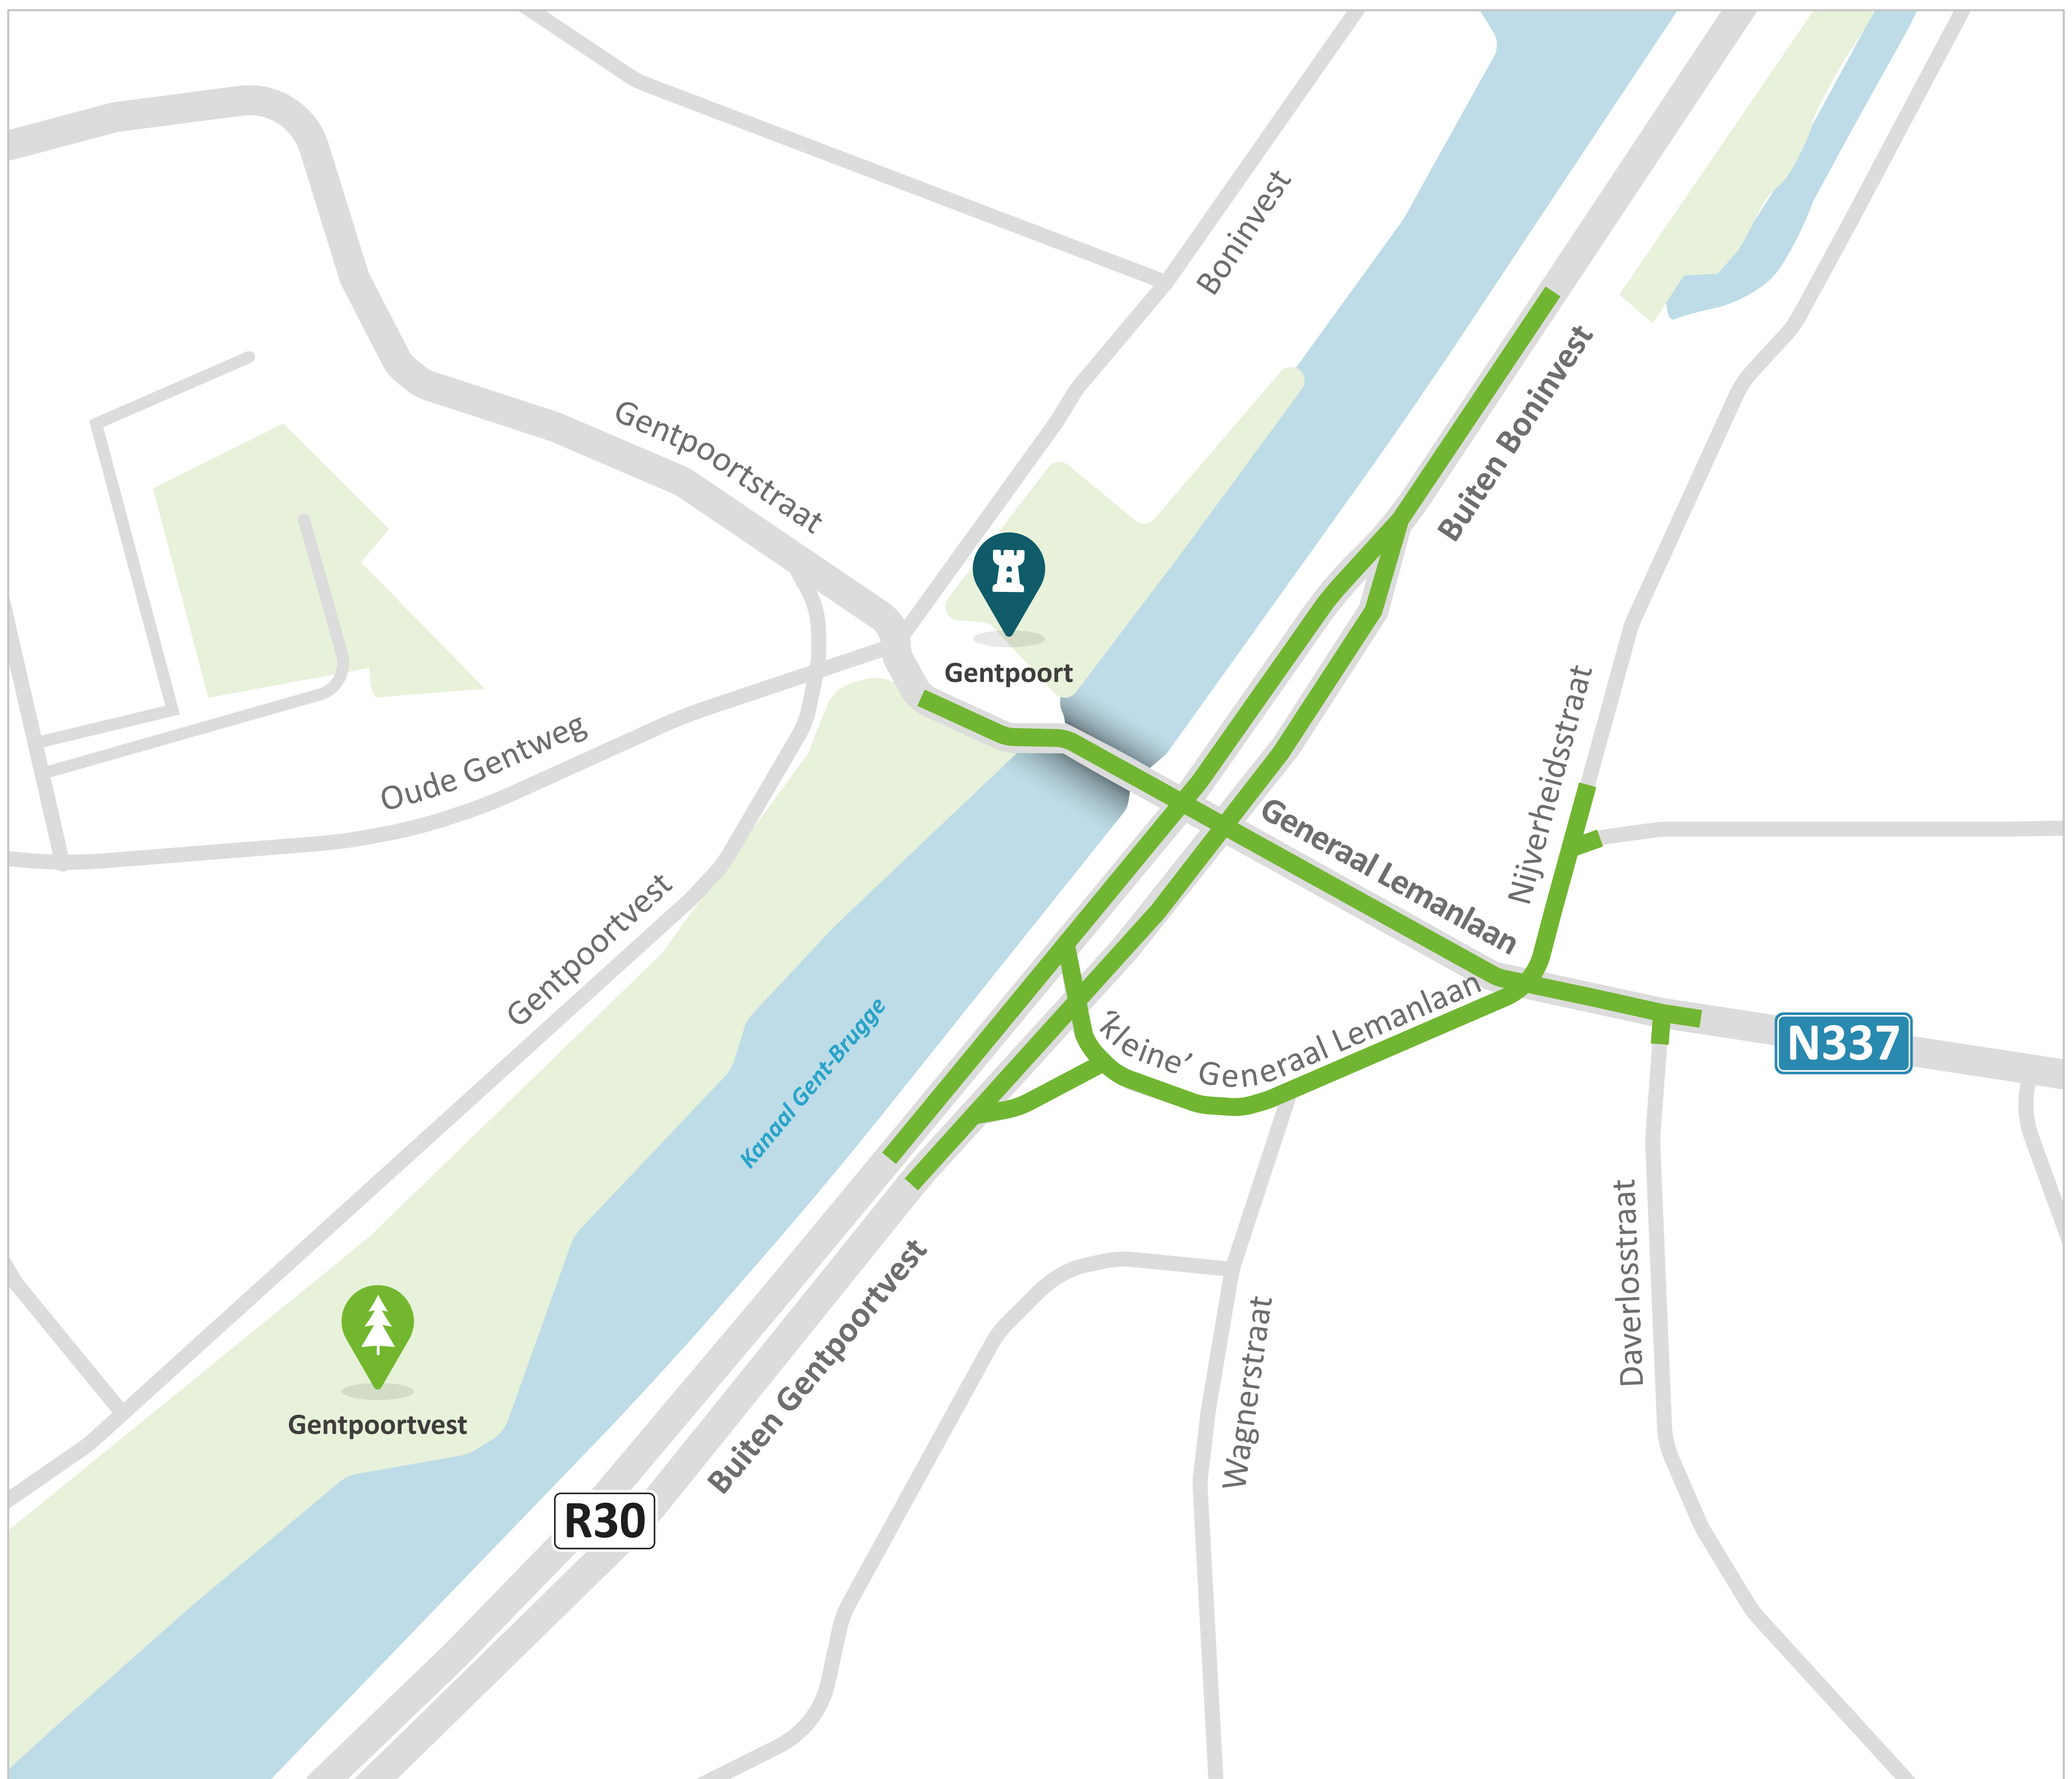 Boninvest
Buiten Boninvest
Gentpoortstraat
Gentpoort
Oude Gentweg
Nijverheidsstraat
Generaal Lemanlaan
Gentpoortvest
‘kleine’ Generaal Lemanlaan
N337
Kanaal Gent-Brugge
Buiten Gentpoortvest
Daverlosstraat
Wagnerstraat
Gentpoortvest
R30